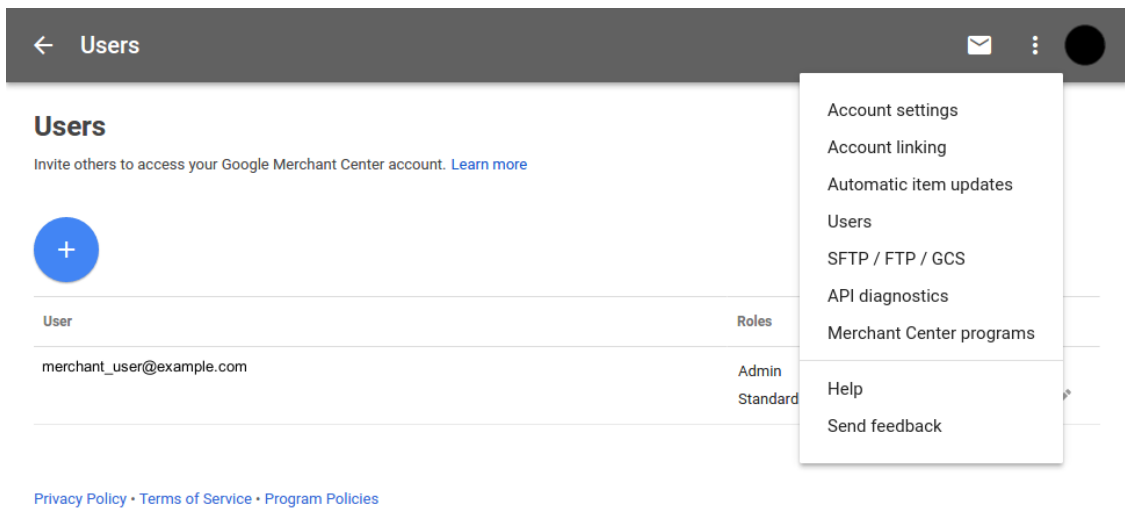 Users
Users
Invite others to access your Google Merchant Center account. Learn more
User
Roles
merchant_user@example.com
Admin
Standard
Account settings
Account linking
Automatic item updates
Users
SFTP / FTP / GCS
API diagnostics
Merchant Center programs
Help
Send feedback
Privacy Policy • Terms of Service • Program Policies